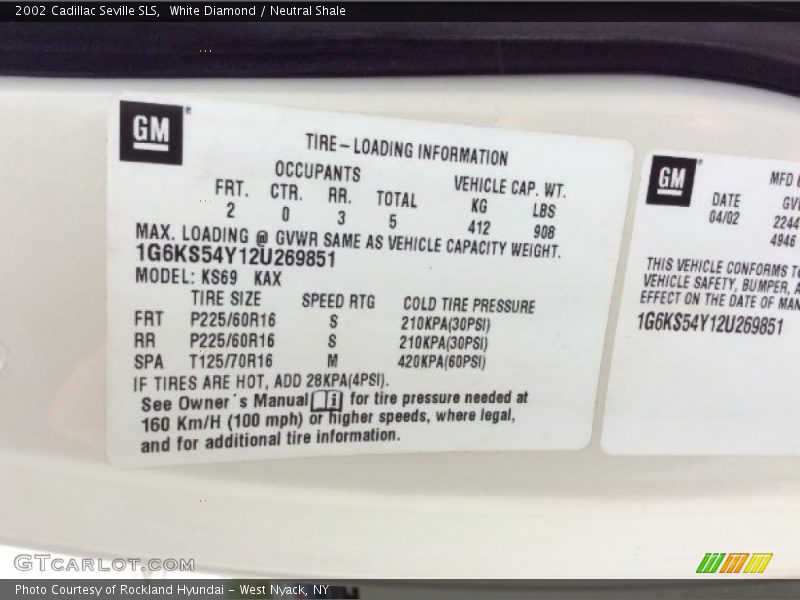 2002 Cadillac Seville SLS,  White Diamond / Neutral Shale
GM
TIRE-LOADING INFORMATION
OCCUPANTS
VEHICLE CAP. WT.
FRT. CTR. RR. TOTAL KG LBS
2 0 3 5 412 908
MAX. LOADING @ GVWR SAME AS VEHICLE CAPACITY WEIGHT.
1G6KS54Y12U269851
MODEL: KS69 KAX
TIRE SIZE SPEED RTG COLD TIRE PRESSURE
FRT P225/60R16 S 210KPA(30PSI)
RR P225/60R16 S 210KPA(30PSI)
SPA T125/70R16 M 420KPA(60PSI)
IF TIRES ARE HOT, ADD 28KPA(4PSI).
See Owner's Manual i for tire pressure needed at
160 Km/H (100 mph) or higher speeds, where legal,
and for additional tire information.
GM
MFD
DATE
04/02
2244
4946
THIS VEHICLE CONFORMS
VEHICLE SAFETY, BUMPER,
EFFECT ON THE DATE OF
1G6KS54Y12U269851
GTCARLOT.COM
Photo Courtesy of Rockland Hyundai - West Nyack, NY